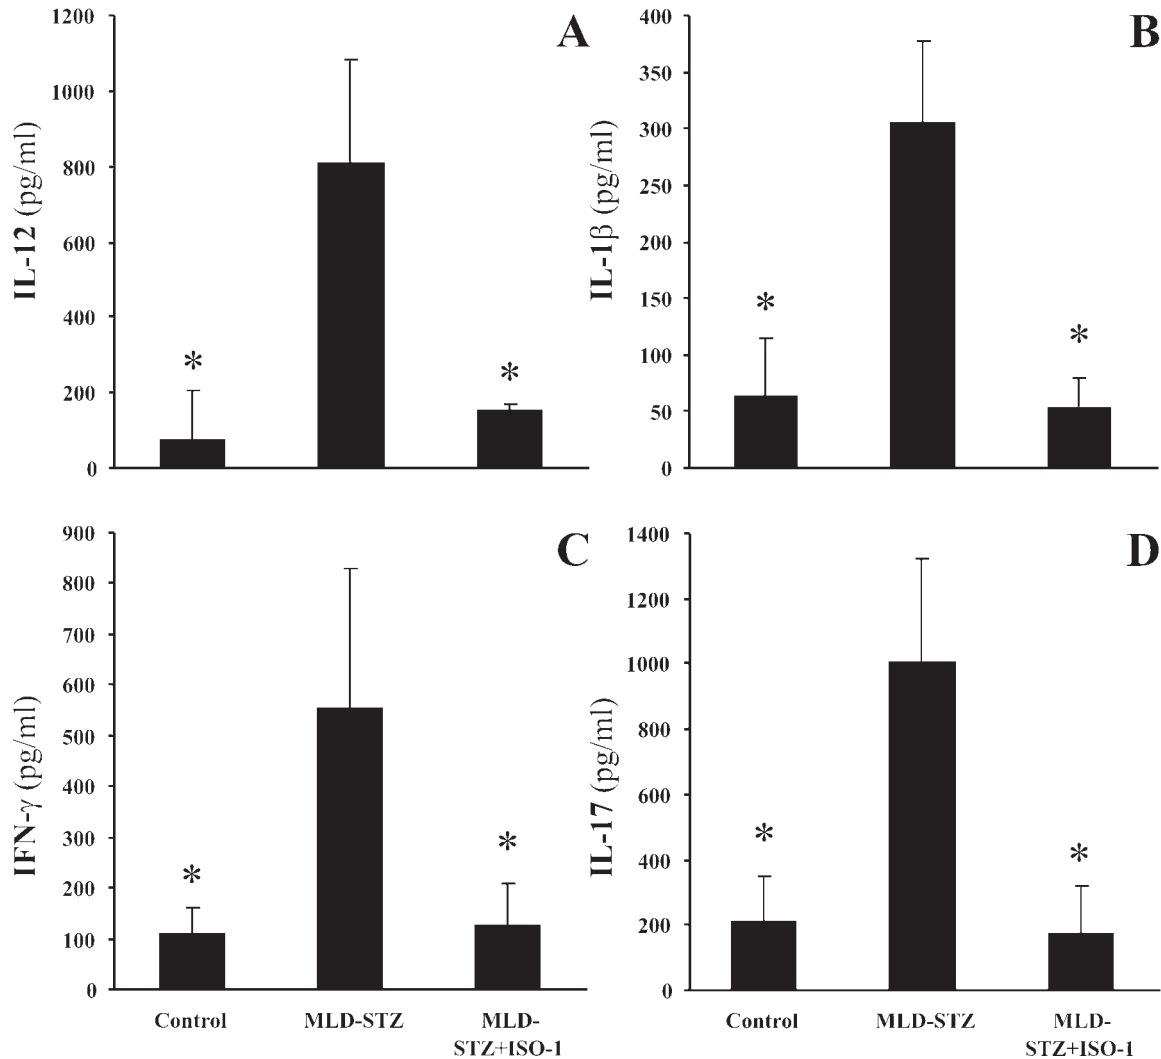 A
IL-12 (pg/ml)
1200
1000
800
600
400
200
0
*
*
B
IL-1β (pg/ml)
400
350
300
250
200
150
100
50
0
*
*
C
IFN-γ (pg/ml)
900
800
700
600
500
400
300
200
100
0
*
*
Control
MLD-STZ
MLD-
STZ+ISO-1
D
IL-17 (pg/ml)
1400
1200
1000
800
600
400
200
0
*
*
Control
MLD-STZ
MLD-
STZ+ISO-1